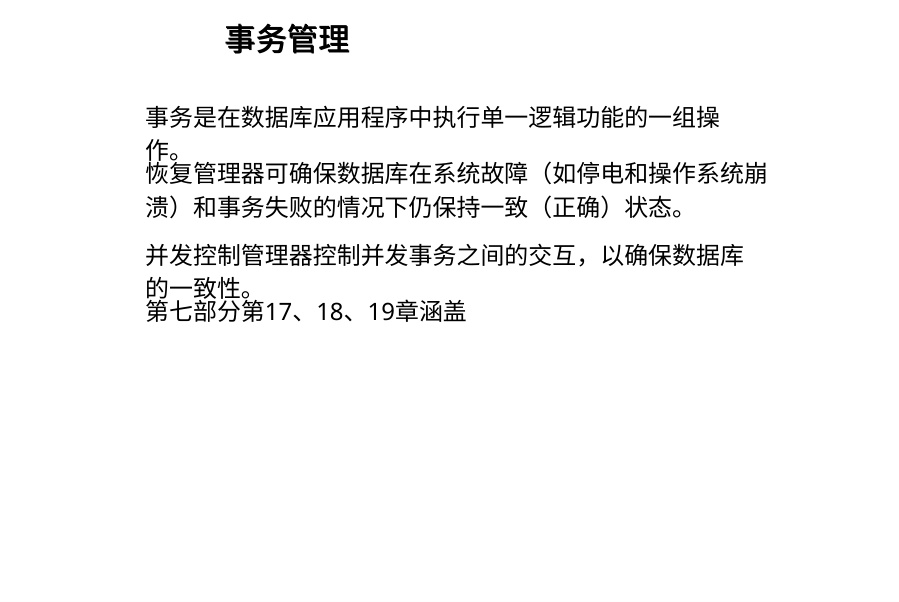 事务管理
事务是在数据库应用程序中执行单一逻辑功能的一组操
作。
恢复管理器可确保数据库在系统故障（如停电和操作系统崩
溃）和事务失败的情况下仍保持一致（正确）状态。
并发控制管理器控制并发事务之间的交互，以确保数据库
的一致性。
第七部分第17、18、19章涵盖